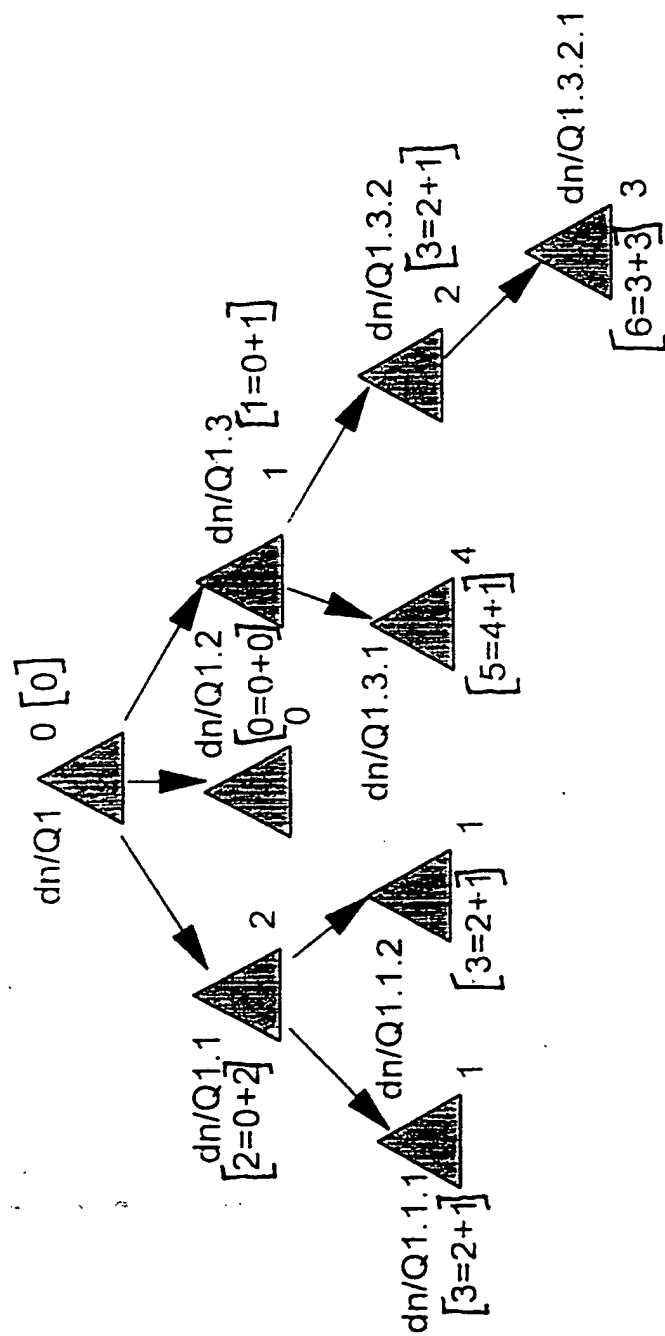 dn/Q1
0 [0]
dn/Q1.1
[2=0+2]
2
dn/Q1.2
[0=0+0]
0
dn/Q1.3
[1=0+1]
1
dn/Q1.1.1
[3=2+1]
1
dn/Q1.1.2
[3=2+1]
1
dn/Q1.3.1
[5=4+1]
4
dn/Q1.3.2
[3=2+1]
2
dn/Q1.3.2.1
[6=3+3]
3